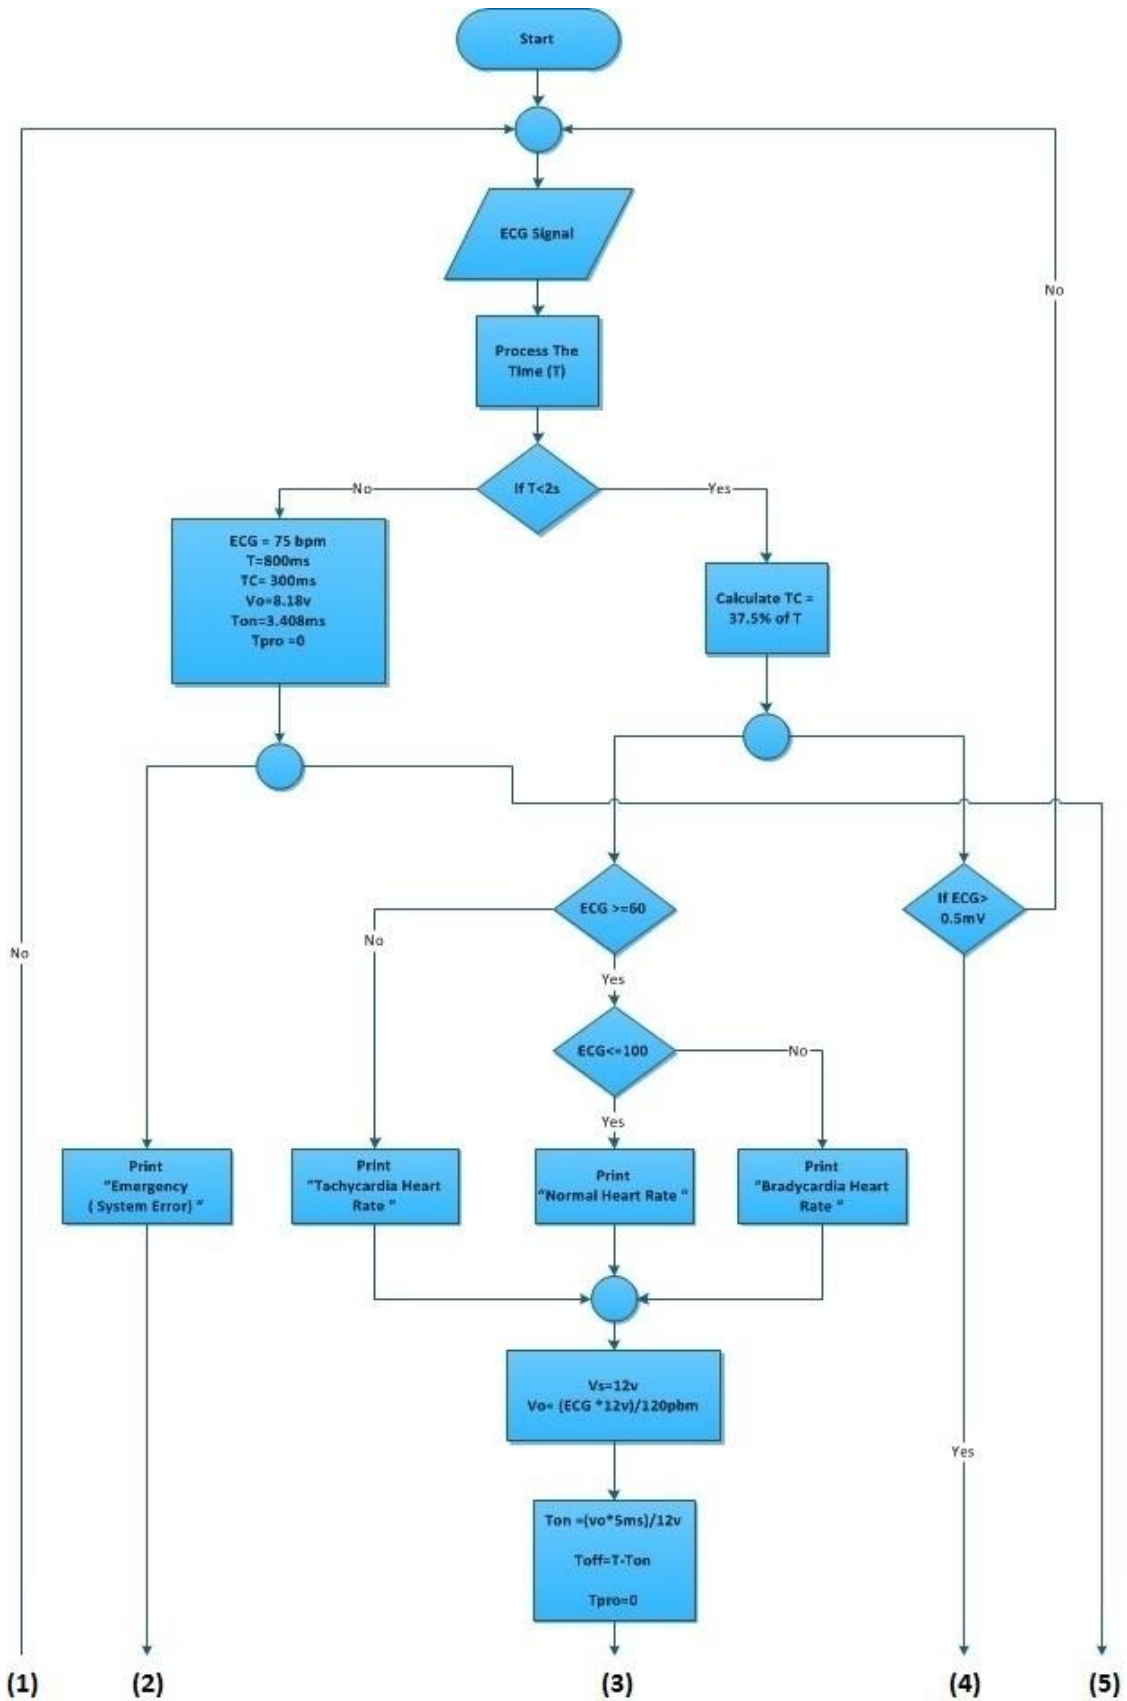 Start
ECG Signal
No
Process The
Time (T)
If T<2s
No
Yes
ECG = 75 bpm
T=800ms
TC= 300ms
Vo=8.18v
Ton=3.408ms
Tpro =0
Calculate TC =
37.5% of T
ECG >=60
If ECG>
0.5mV
No
No
Yes
ECG<=100
No
Yes
Print
"Emergency
( System Error) "
Print
"Tachycardia Heart
Rate "
Print
"Normal Heart Rate "
Print
"Bradycardia Heart
Rate "
Vs=12v
Vo= (ECG *12v)/120pbm
Yes
Ton =(vo*5ms)/12v
Toff=T-Ton
Tpro=0
(1)
(2)
(3)
(4)
(5)